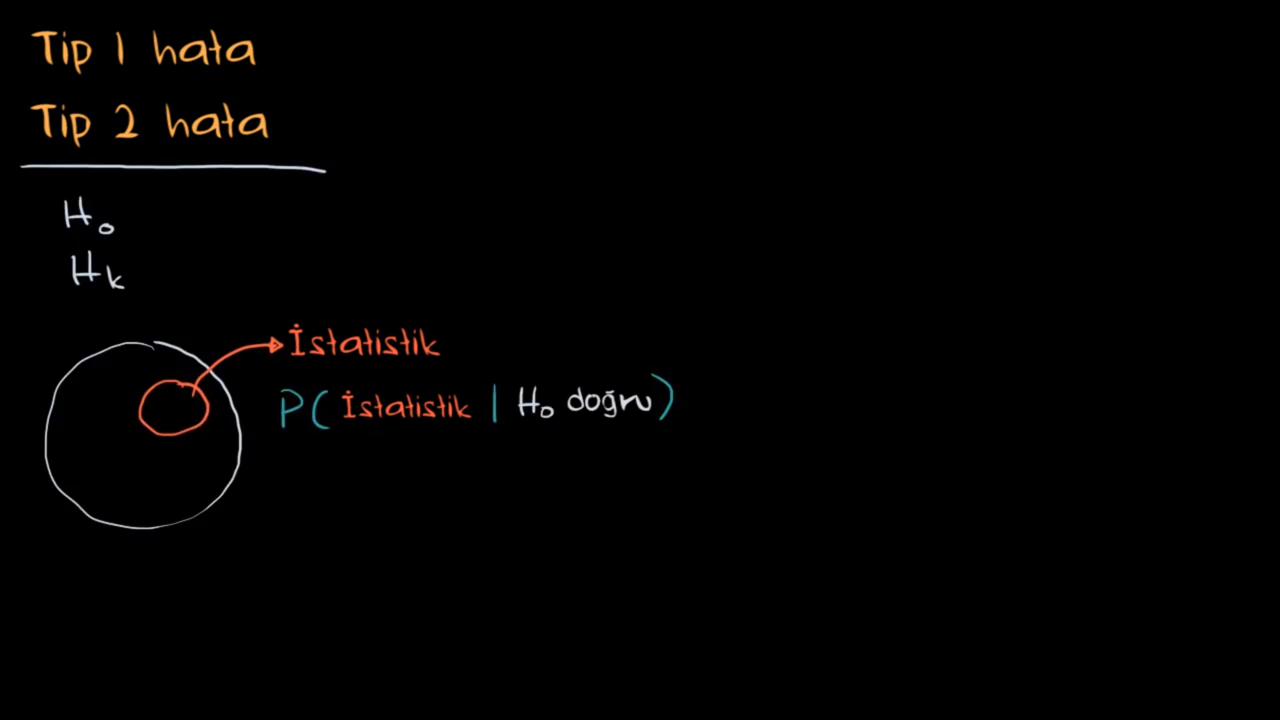 Tip 1 hata
Tip 2 hata
H₀
Hk
İstatistik
P( İstatistik | H₀ doğru )